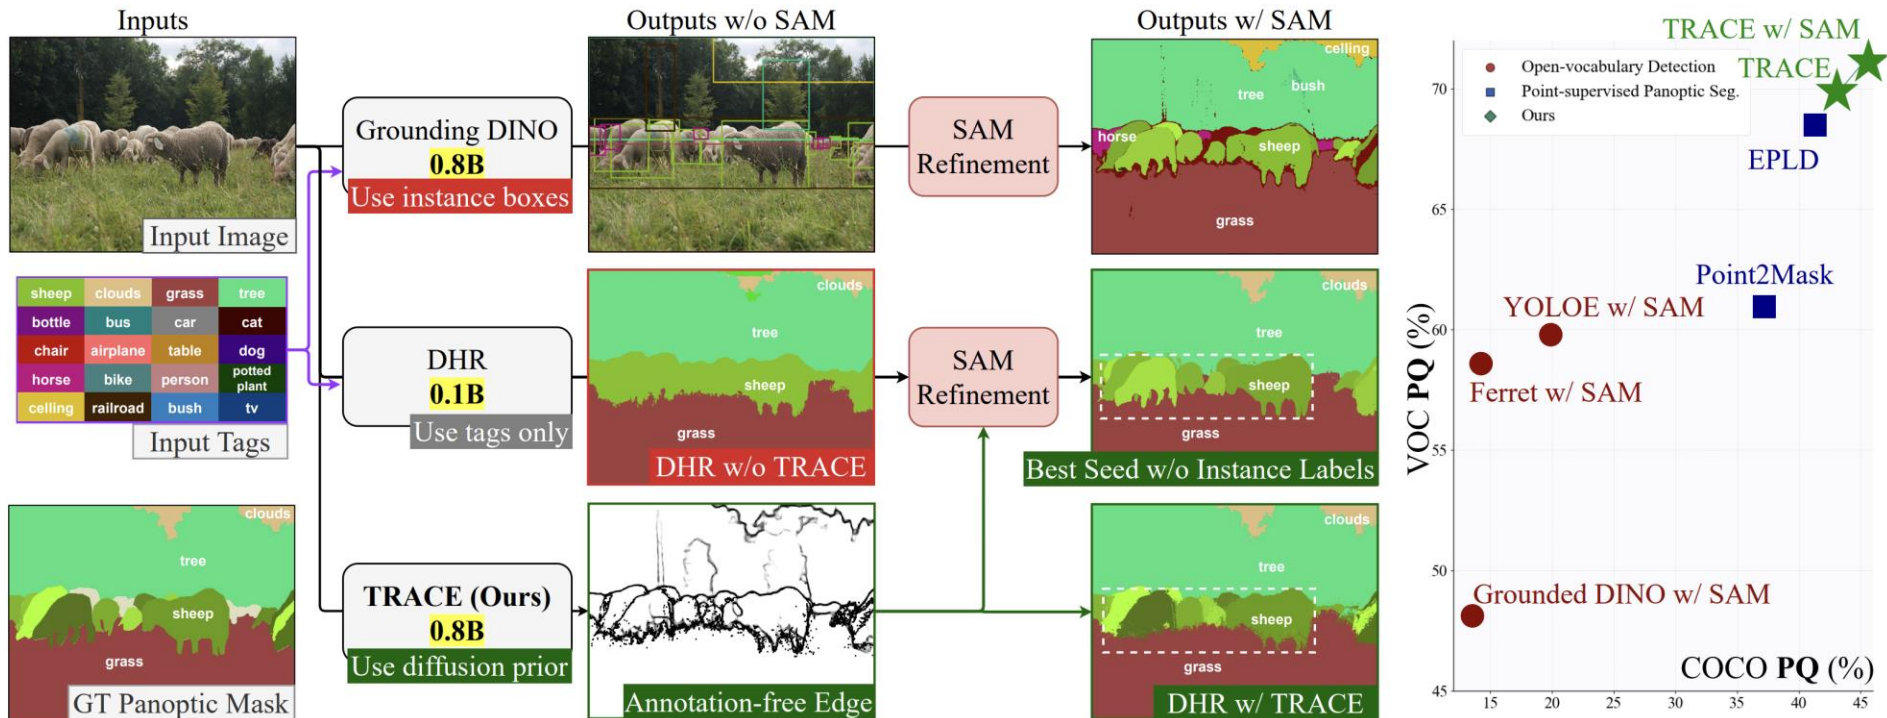 Inputs
Outputs w/o SAM
Outputs w/ SAM
Input Image
Grounding DINO
0.8B
Use instance boxes
SAM
Refinement
celling
bush
tree
horse
sheep
grass
sheep
clouds
grass
tree
bottle
bus
car
cat
chair
airplane
table
dog
horse
bike
person
potted
plant
celling
railroad
bush
tv
Input Tags
DHR
0.1B
Use tags only
clouds
tree
sheep
grass
DHR w/o TRACE
SAM
Refinement
clouds
tree
sheep
grass
Best Seed w/o Instance Labels
clouds
tree
sheep
grass
GT Panoptic Mask
TRACE (Ours)
0.8B
Use diffusion prior
Annotation-free Edge
clouds
tree
sheep
grass
DHR w/ TRACE
TRACE w/ SAM
TRACE
Open-vocabulary Detection
Point-supervised Panoptic Seg.
Ours
EPLD
Point2Mask
YOLOE w/ SAM
Ferret w/ SAM
Grounded DINO w/ SAM
VOC PQ (%)
70
65
60
55
50
45
COCO PQ (%)
15
20
25
30
35
40
45